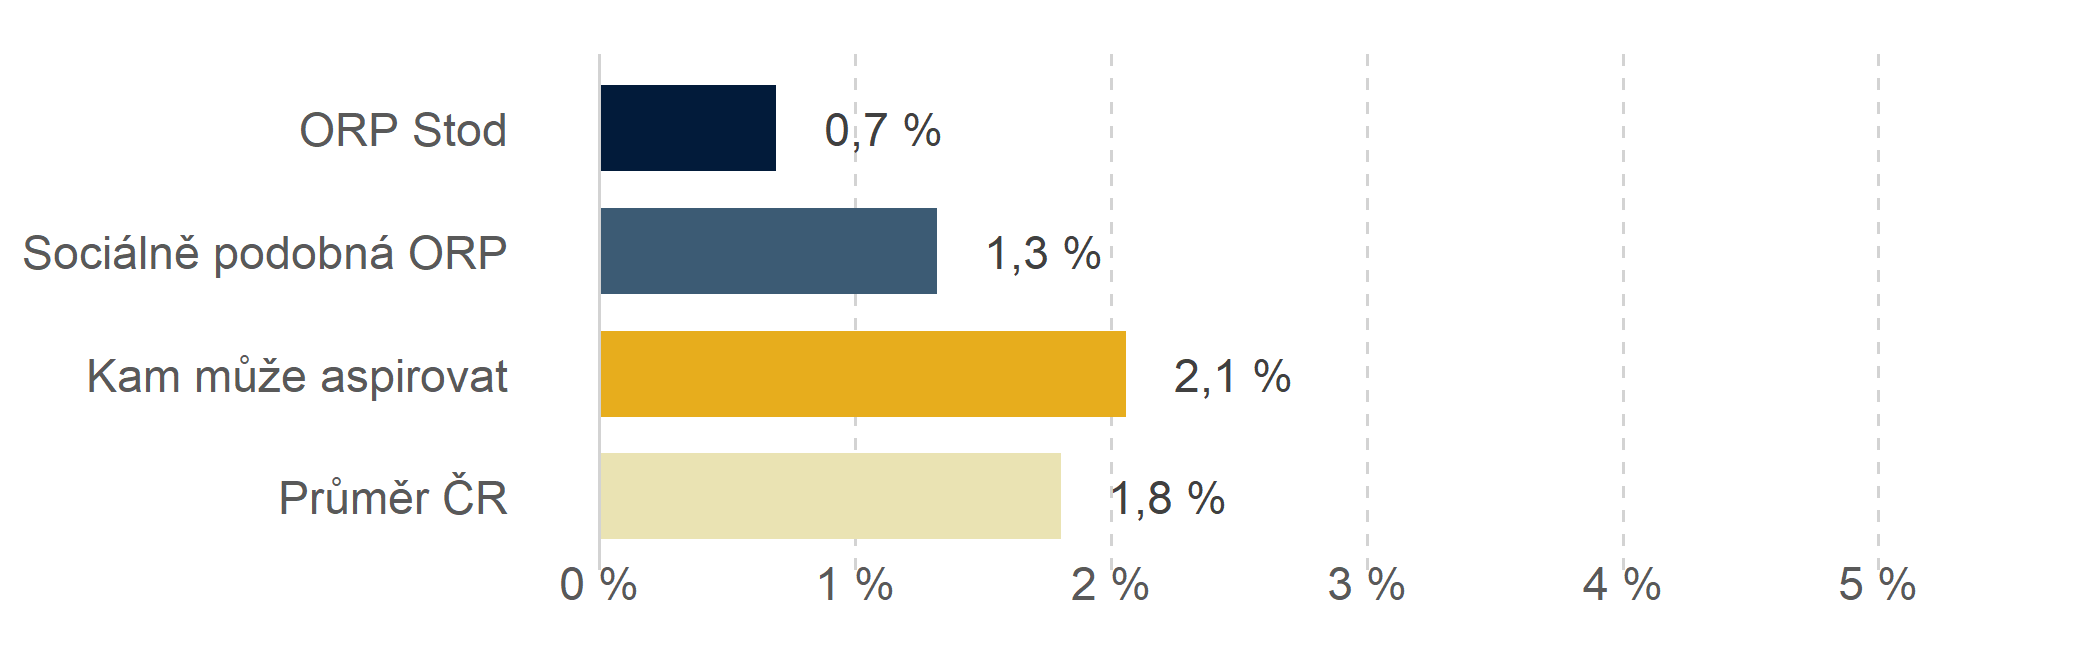 ORP Stod 0,7 %
Sociálně podobná ORP 1,3 %
Kam může aspirovat 2,1 %
Průměr ČR 1,8 %
0 % 1 % 2 % 3 % 4 % 5 %